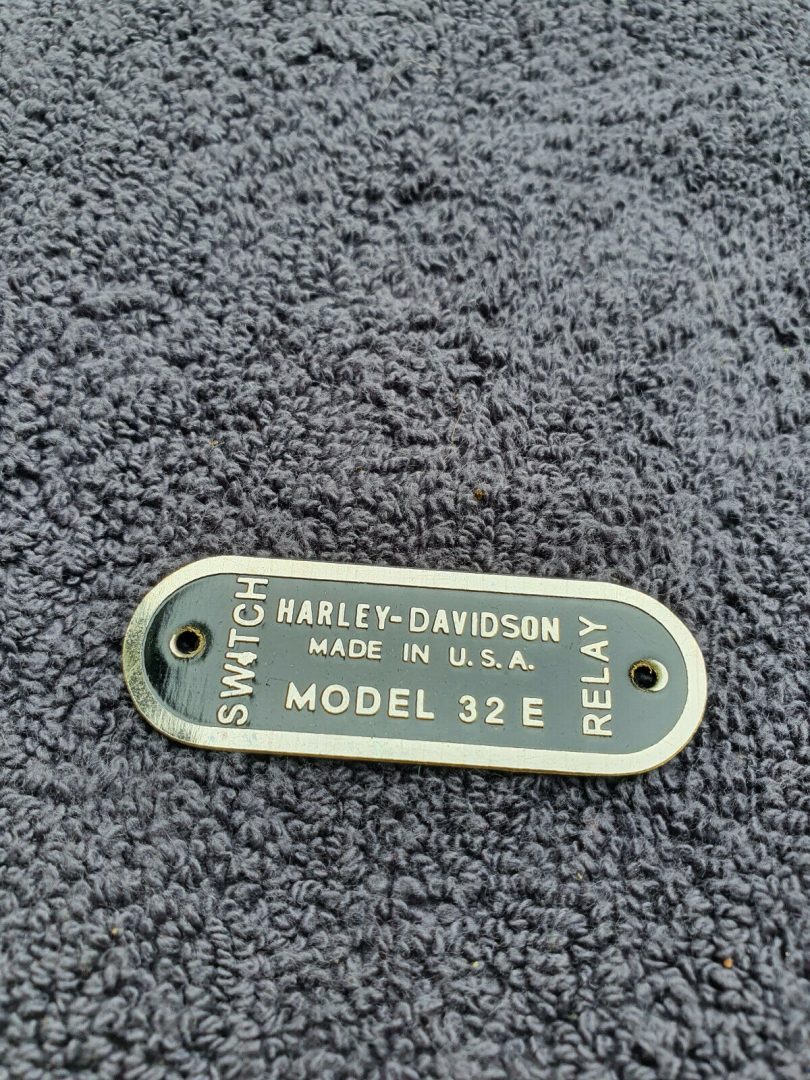 SWITCH
HARLEY-DAVIDSON
MADE IN U.S.A.
MODEL 32 E
RELAY